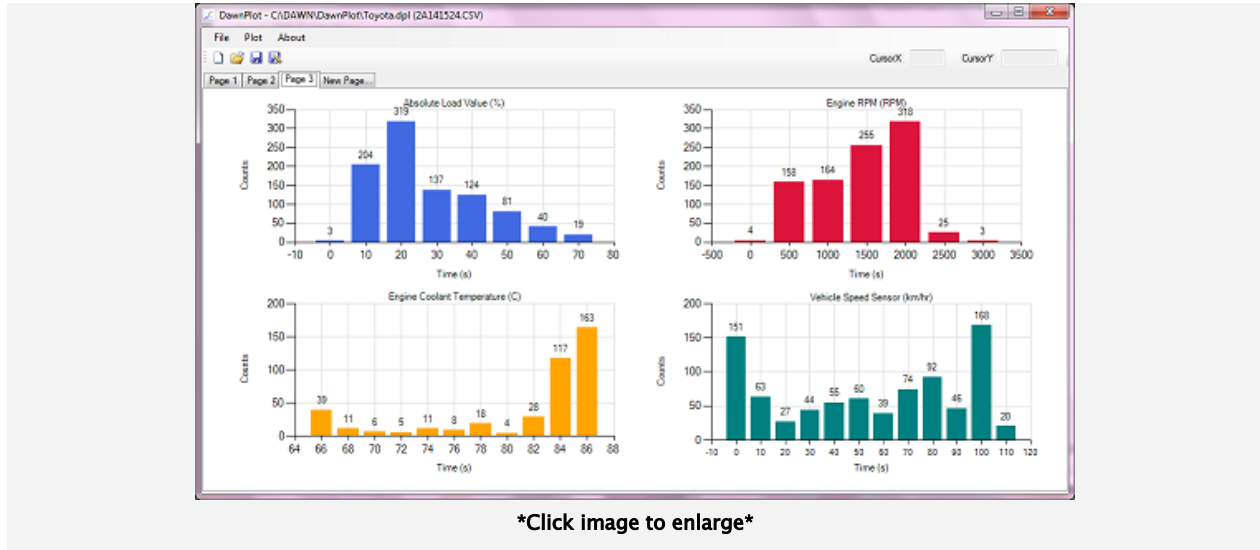 DawnPlot - C:\DAWN\DawnPlot\Toyota.dpl (2A141524.CSV)
File Plot About
CursorX CursorY
Page 1 Page 2 Page 3 New Page...
Absolute Load Value (%)
350
300
250
200
150
100
50
0
Counts
3 204 319 137 124 81 40 19
-10 0 10 20 30 40 50 60 70 80
Time (s)
Engine RPM (RPM)
350
300
250
200
150
100
50
0
Counts
4 158 164 255 318 25 3
-500 0 500 1000 1500 2000 2500 3000 3500
Time (s)
Engine Coolant Temperature (C)
200
150
100
50
0
Counts
39 11 6 5 11 8 18 4 28 117 163
64 66 68 70 72 74 76 78 80 82 84 86 88
Time (s)
Vehicle Speed Sensor (km/hr)
200
150
100
50
0
Counts
151 63 27 44 55 60 39 74 92 46 168 20
-10 0 10 20 30 40 50 60 70 80 90 100 110 120
Time (s)
*Click image to enlarge*